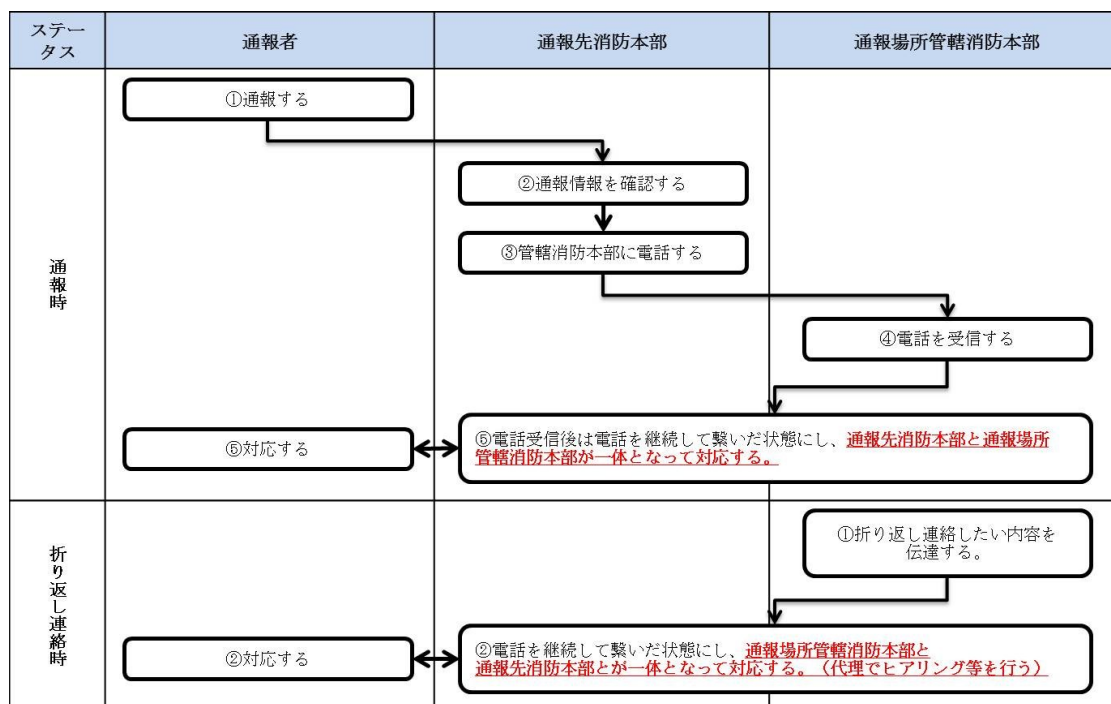 ステー
タス
通報者
通報先消防本部
通報場所管轄消防本部
通報時
①通報する
②通報情報を確認する
③管轄消防本部に電話する
④電話を受信する
⑤対応する
⑤電話受信後は電話を継続して繋いだ状態にし、通報先消防本部と通報場所
管轄消防本部が一体となって対応する。
折り返し連絡時
①折り返し連絡したい内容を
伝達する。
②対応する
②電話を継続して繋いだ状態にし、通報場所管轄消防本部と
通報先消防本部とが一体となって対応する。（代理でヒアリング等を行う）